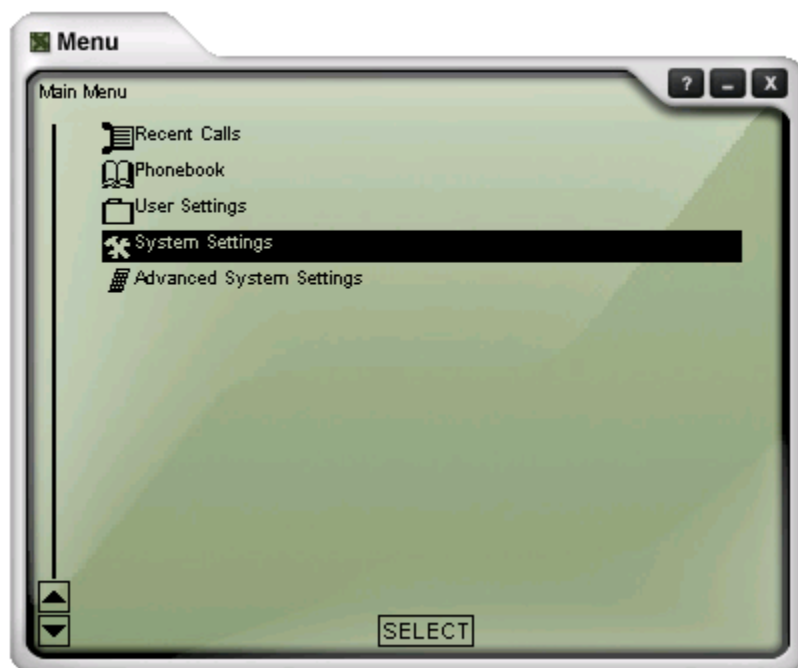 Menu
? - X
Main Menu
Recent Calls
Phonebook
User Settings
System Settings
Advanced System Settings
SELECT